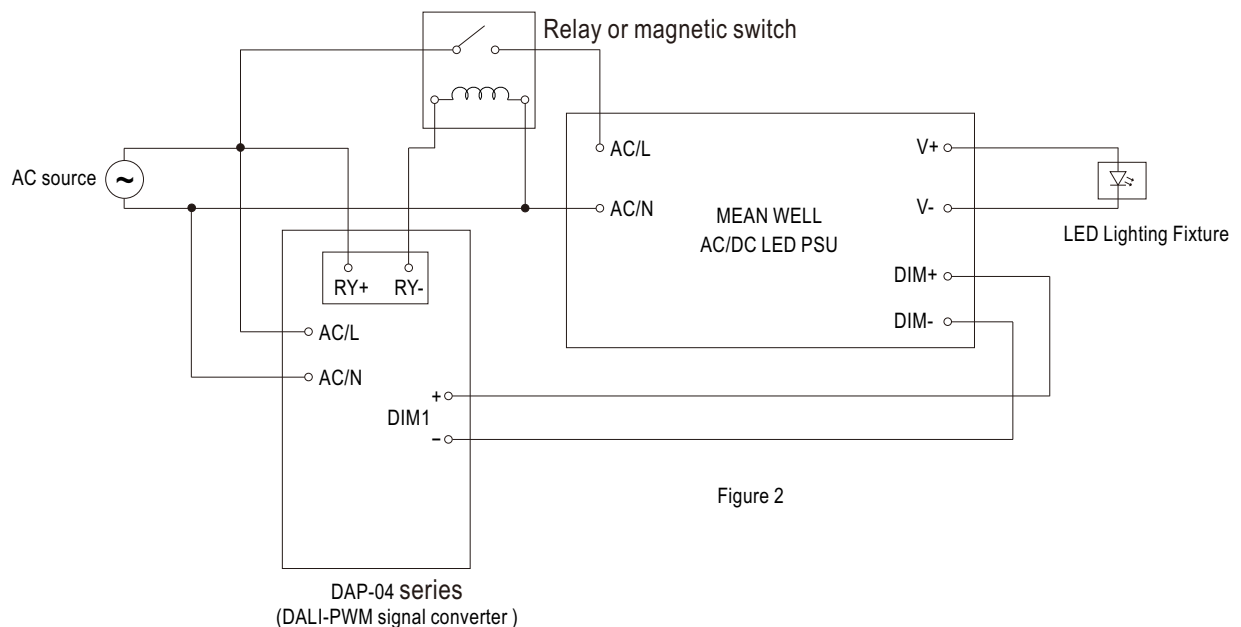 Relay or magnetic switch
AC source
~
AC/L
AC/N
MEAN WELL
AC/DC LED PSU
V+
V-
DIM+
DIM-
LED Lighting Fixture
RY+ RY-
AC/L
AC/N
DIM1
+
-
Figure 2
DAP-04 series
(DALI-PWM signal converter )